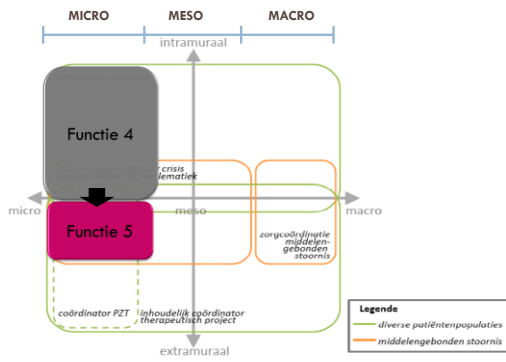 MICRO MESO MACRO
intramuraal
Functie 4
crisis
micro meso macro
Functie 5
zorgcoördinatie
middelen-
gebonden
stoornis
coördinator PZT inhoudelijk coördinator
therapeutisch project
extramuraal
Legende
diverse patiëntenpopulaties
middelengebonden stoornis